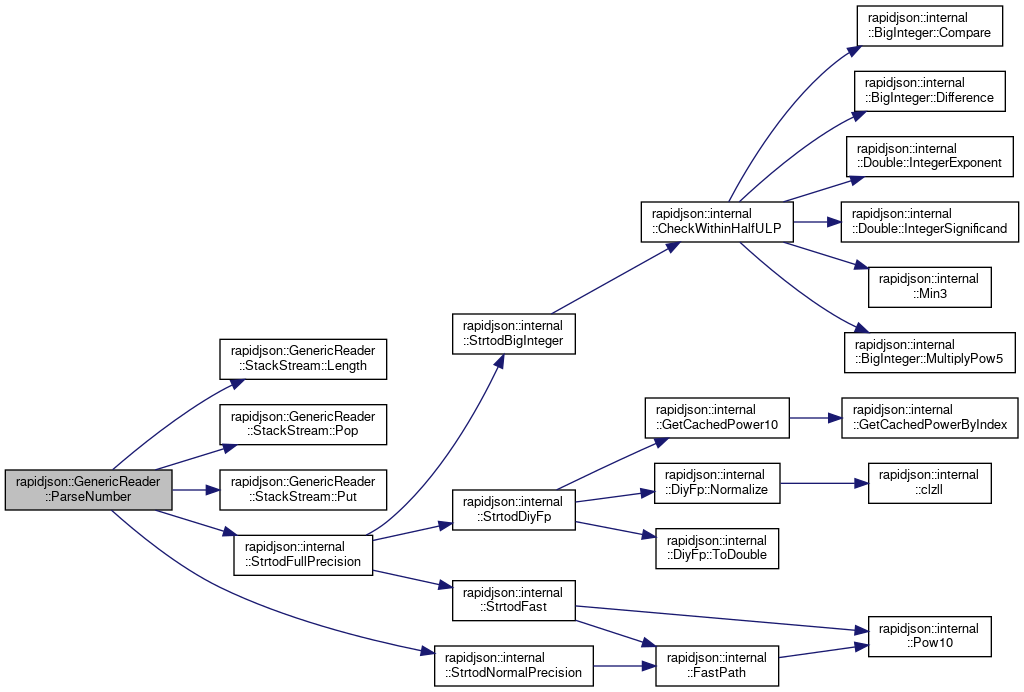 rapidjson::internal
::BigInteger::Compare
rapidjson::internal
::BigInteger::Difference
rapidjson::internal
::Double::IntegerExponent
rapidjson::internal
::CheckWithinHalfULP
rapidjson::internal
::Double::IntegerSignificand
rapidjson::internal
::Min3
rapidjson::internal
::StrtodBigInteger
rapidjson::internal
::BigInteger::MultiplyPow5
rapidjson::GenericReader
::StackStream::Length
rapidjson::GenericReader
::StackStream::Pop
rapidjson::internal
::GetCachedPower10
rapidjson::internal
::GetCachedPowerByIndex
rapidjson::GenericReader
::ParseNumber
rapidjson::GenericReader
::StackStream::Put
rapidjson::internal
::StrtodDiyFp
rapidjson::internal
::DiyFp::Normalize
rapidjson::internal
::clzll
rapidjson::internal
::StrtodFullPrecision
rapidjson::internal
::DiyFp::ToDouble
rapidjson::internal
::StrtodFast
rapidjson::internal
::Pow10
rapidjson::internal
::StrtodNormalPrecision
rapidjson::internal
::FastPath